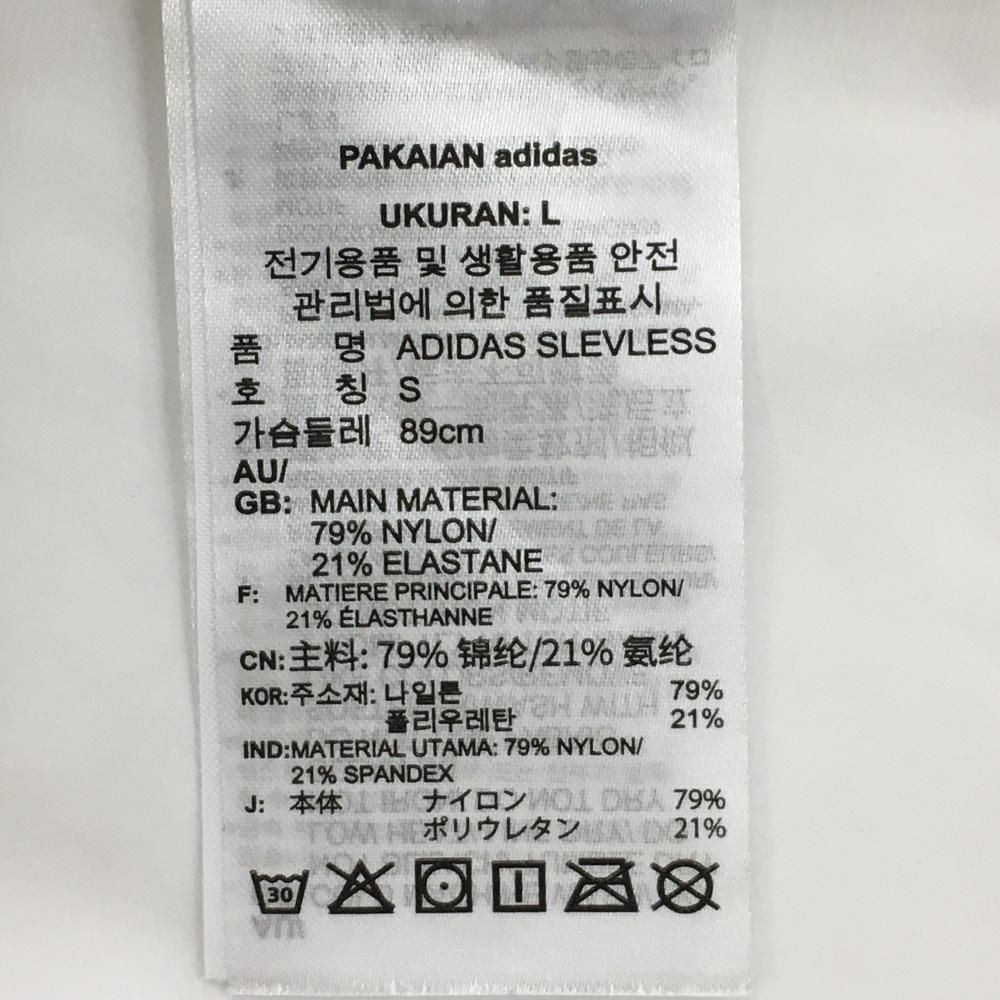 PAKAIAN adidas
UKURAN: L
전기용품 및 생활용품 안전
관리법에 의한 품질표시
품 명 ADIDAS SLEVLESS
호 칭 S
가슴둘레 89cm
AU/
GB: MAIN MATERIAL:
79% NYLON/
21% ELASTANE
F: MATIERE PRINCIPALE: 79% NYLON/
21% ÉLASTHANNE
CN: 主料: 79% 锦纶/21% 氨纶
KOR: 주소재: 나일론 79%
폴리우레탄 21%
IND: MATERIAL UTAMA: 79% NYLON/
21% SPANDEX
J: 本体 ナイロン 79%
ポリウレタン 21%
30